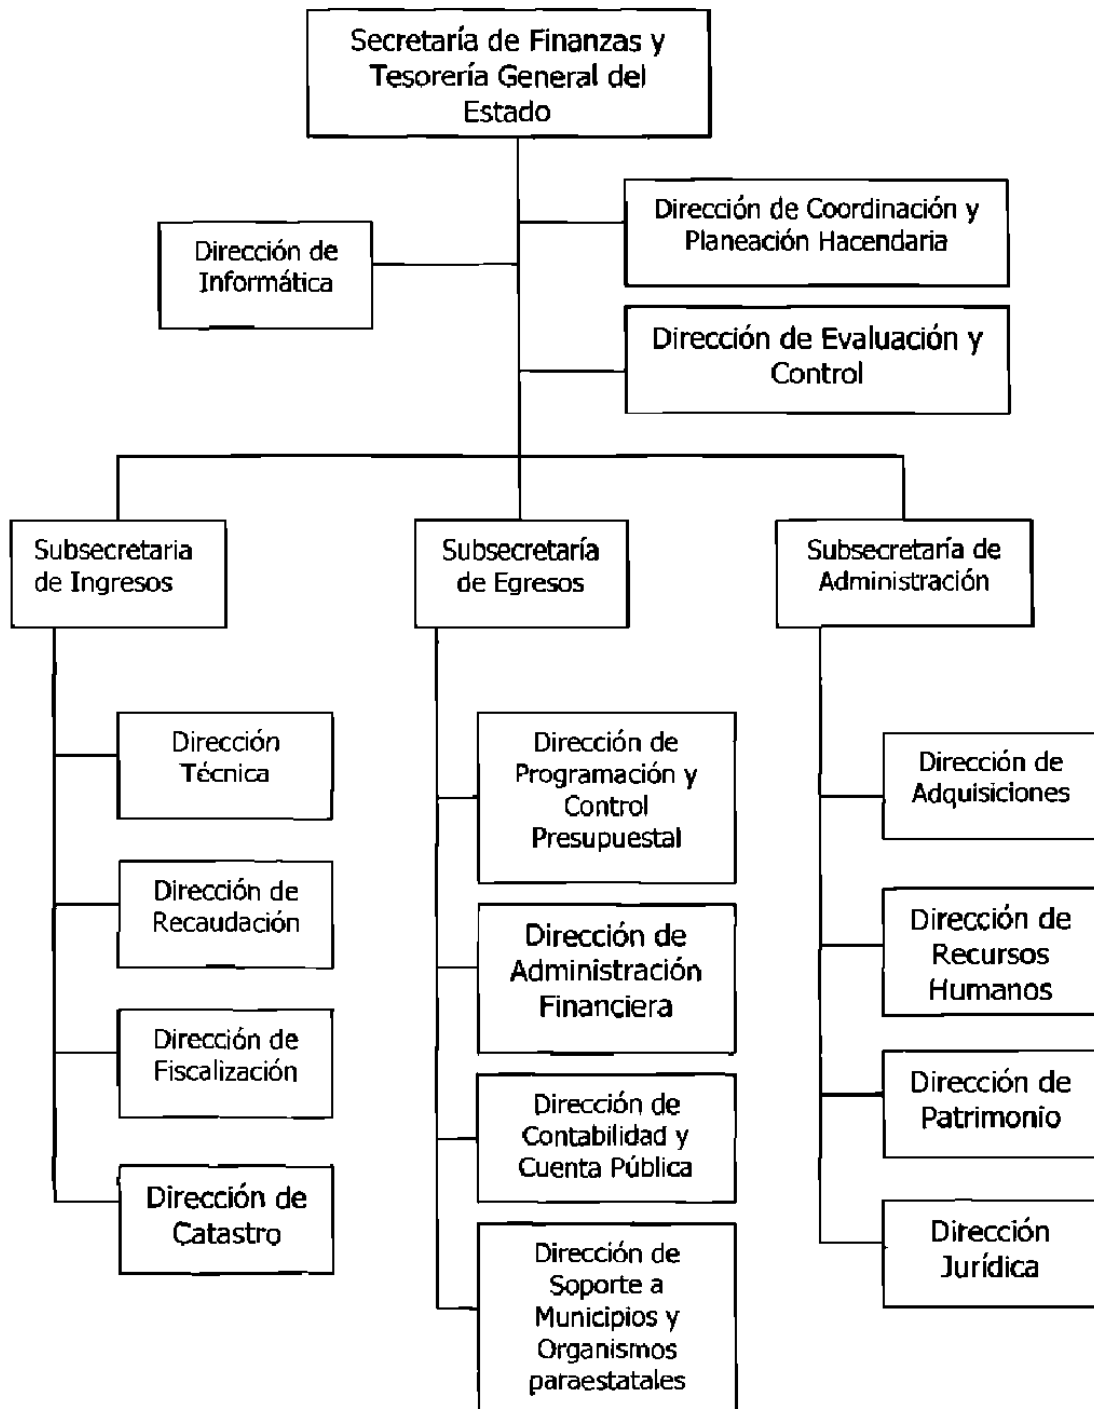 Secretaría de Finanzas y
Tesorería General del
Estado
Dirección de Coordinación y
Planeación Hacendaria
Dirección de
Informática
Dirección de Evaluación y
Control
Subsecretaria
de Ingresos
Subsecretaría
de Egresos
Subsecretaría de
Administración
Dirección
Técnica
Dirección de
Recaudación
Dirección de
Fiscalización
Dirección de
Catastro
Dirección de
Programación y
Control
Presupuestal
Dirección de
Administración
Financiera
Dirección de
Contabilidad y
Cuenta Pública
Dirección de
Soporte a
Municipios y
Organismos
paraestatales
Dirección de
Adquisiciones
Dirección de
Recursos
Humanos
Dirección de
Patrimonio
Dirección
Jurídica